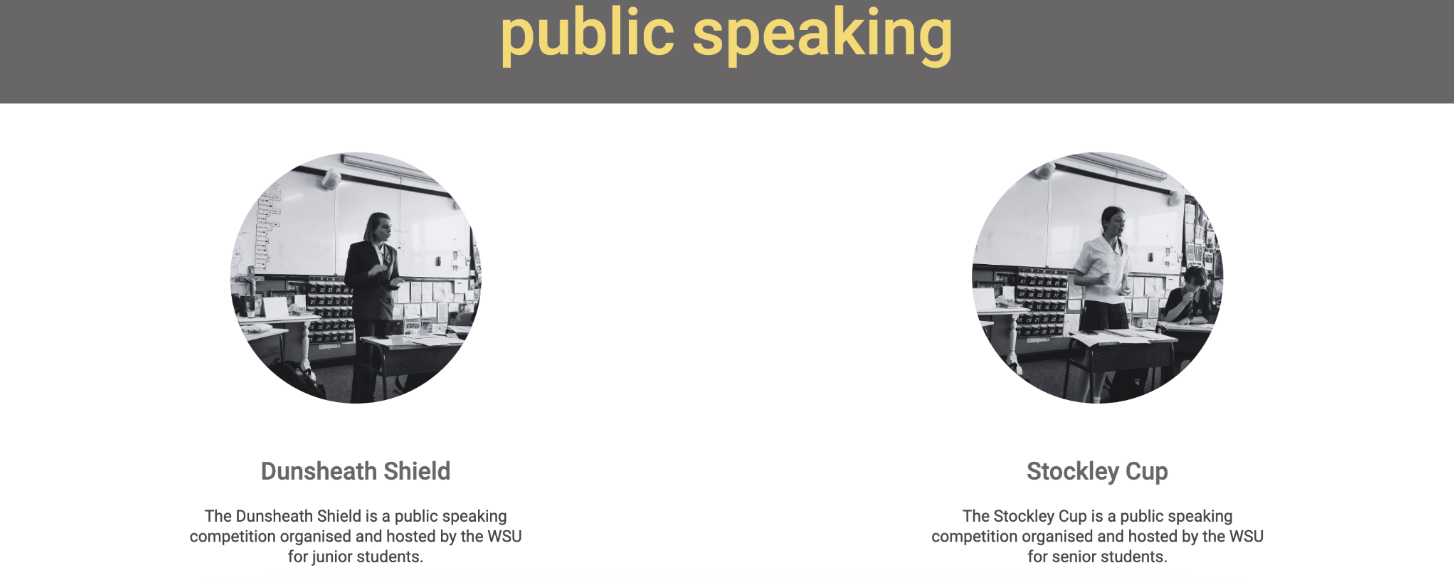 public speaking
Dunsheath Shield
The Dunsheath Shield is a public speaking
competition organised and hosted by the WSU
for junior students.
Stockley Cup
The Stockley Cup is a public speaking
competition organised and hosted by the WSU
for senior students.